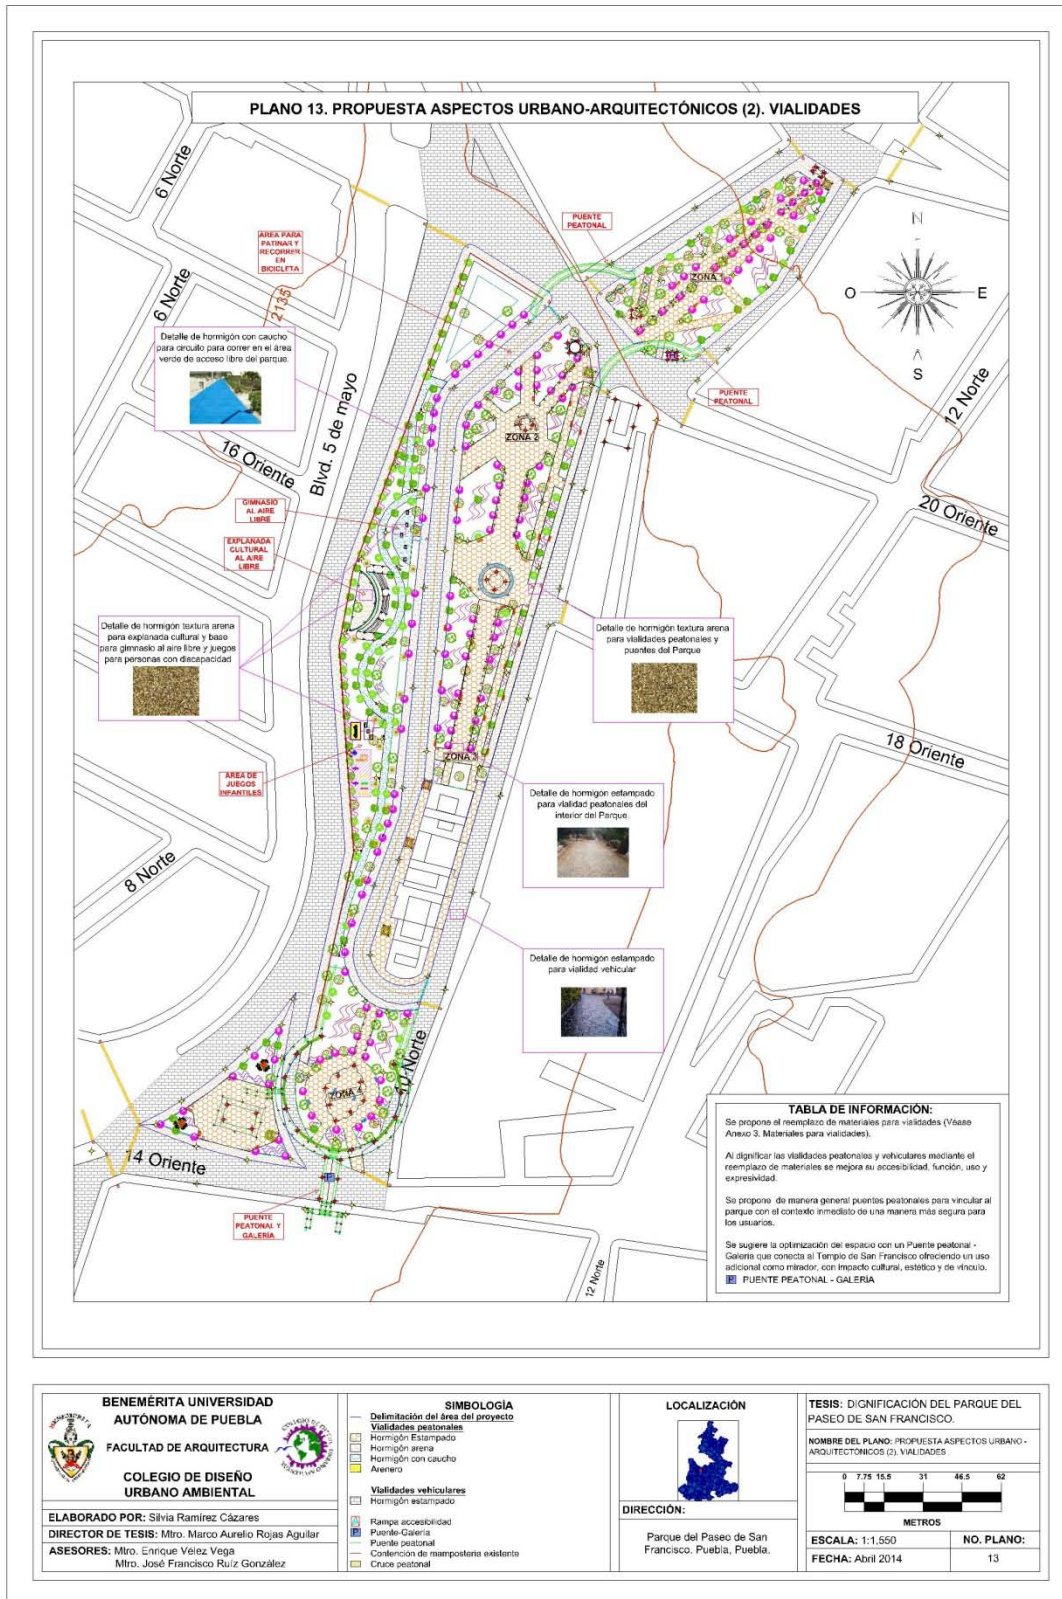 PLANO 13. PROPUESTA ASPECTOS URBANO-ARQUITECTÓNICOS (2). VIALIDADES
6 Norte
6 Norte
2135
AREA PARA
PATINAR Y
RECORRER
EN
BICICLETA
PUENTE
PEATONAL
ZONA 1
N
O
E
S
PUENTE
PEATONAL
12 Norte
Detalle de hormigón con caucho
para circuito para correr en el área
verde de acceso libre del parque.
16 Oriente
Blvd. 5 de mayo
ZONA 2
20 Oriente
GIMNASIO
AL AIRE
LIBRE
EXPLANADA
CULTURAL
AL AIRE
LIBRE
Detalle de hormigón textura arena
para explanada cultural y base
para gimnasio al aire libre y juegos
para personas con discapacidad
Detalle de hormigón textura arena
para vialidades peatonales y
puentes del Parque
18 Oriente
ZONA 3
AREA DE
JUEGOS
INFANTILES
Detalle de hormigón estampado
para vialidad peatonales del
interior del Parque.
8 Norte
Detalle de hormigón estampado
para vialidad vehicular
10 Norte
ZONA 4
14 Oriente
P
PUENTE
PEATONAL Y
GALERÍA
12 Norte
TABLA DE INFORMACIÓN:
Se propone el reemplazo de materiales para vialidades (Véase
Anexo 3. Materiales para vialidades).
Al dignificar las vialidades peatonales y vehiculares mediante el
reemplazo de materiales se mejora su accesibilidad, función, uso y
expresividad.
Se propone de manera general puentes peatonales para vincular al
parque con el contexto inmediato de una manera más segura para
los usuarios.
Se sugiere la optimización del espacio con un Puente peatonal -
Galería que conecta al Templo de San Francisco ofreciendo un uso
adicional como mirador, con impacto cultural, estético y de vínculo.
P PUENTE PEATONAL - GALERÍA
BENEMÉRITA UNIVERSIDAD
AUTÓNOMA DE PUEBLA
FACULTAD DE ARQUITECTURA
COLEGIO DE DISEÑO
URBANO AMBIENTAL
ELABORADO POR: Silvia Ramírez Cázares
DIRECTOR DE TESIS: Mtro. Marco Aurelio Rojas Aguilar
ASESORES: Mtro. Enrique Vélez Vega
Mtro. José Francisco Ruíz González
SIMBOLOGÍA
Delimitación del área del proyecto
Vialidades peatonales
Hormigón Estampado
Hormigón arena
Hormigón con caucho
Arenero
Vialidades vehiculares
Hormigón estampado
Rampa accesibilidad
P Puente-Galería
Puente peatonal
Contención de mampostería existente
Cruce peatonal
LOCALIZACIÓN
DIRECCIÓN:
Parque del Paseo de San
Francisco. Puebla, Puebla.
TESIS: DIGNIFICACIÓN DEL PARQUE DEL
PASEO DE SAN FRANCISCO.
NOMBRE DEL PLANO: PROPUESTA ASPECTOS URBANO -
ARQUITECTÓNICOS (2). VIALIDADES
0 7.75 15.5 31 46.5 62
METROS
ESCALA: 1:1,550
FECHA: Abril 2014
NO. PLANO:
13